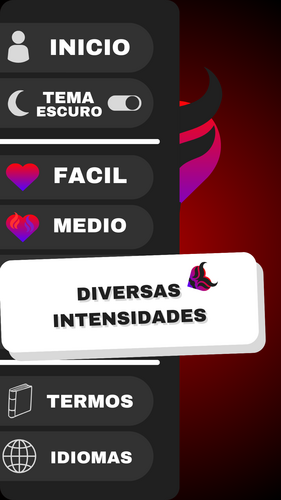 INICIO
TEMA
ESCURO
FACIL
MEDIO
DIVERSAS
INTENSIDADES
TERMOS
IDIOMAS